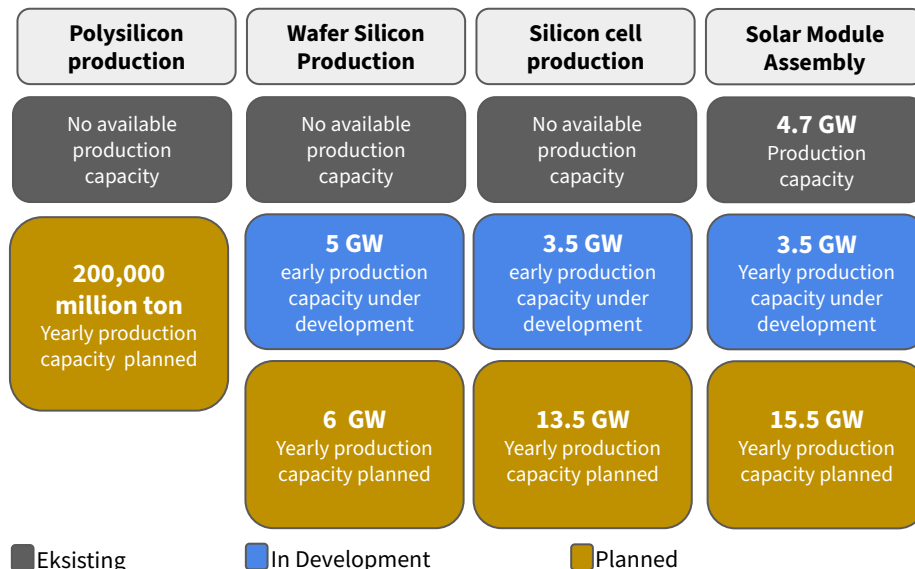 Polysilicon
production
Wafer Silicon
Production
Silicon cell
production
Solar Module
Assembly
No available
production
capacity
No available
production
capacity
No available
production
capacity
4.7 GW
Production
capacity
200,000
million ton
Yearly production
capacity planned
5 GW
early production
capacity under
development
3.5 GW
early production
capacity under
development
3.5 GW
Yearly production
capacity under
development
6 GW
Yearly production
capacity planned
13.5 GW
Yearly production
capacity planned
15.5 GW
Yearly production
capacity planned
Eksisting
In Development
Planned